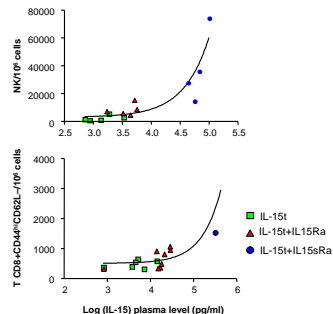 NK/10⁶ cells
80000
60000
40000
20000
0
2.5 3.0 3.5 4.0 4.5 5.0 5.5
T CD8+CD44ʰⁱCD62L−/10⁶ cells
4000
3000
2000
1000
0
2 3 4 5 6
IL-15t
IL-15t+IL15Ra
IL-15t+IL15sRa
Log (IL-15) plasma level (pg/ml)